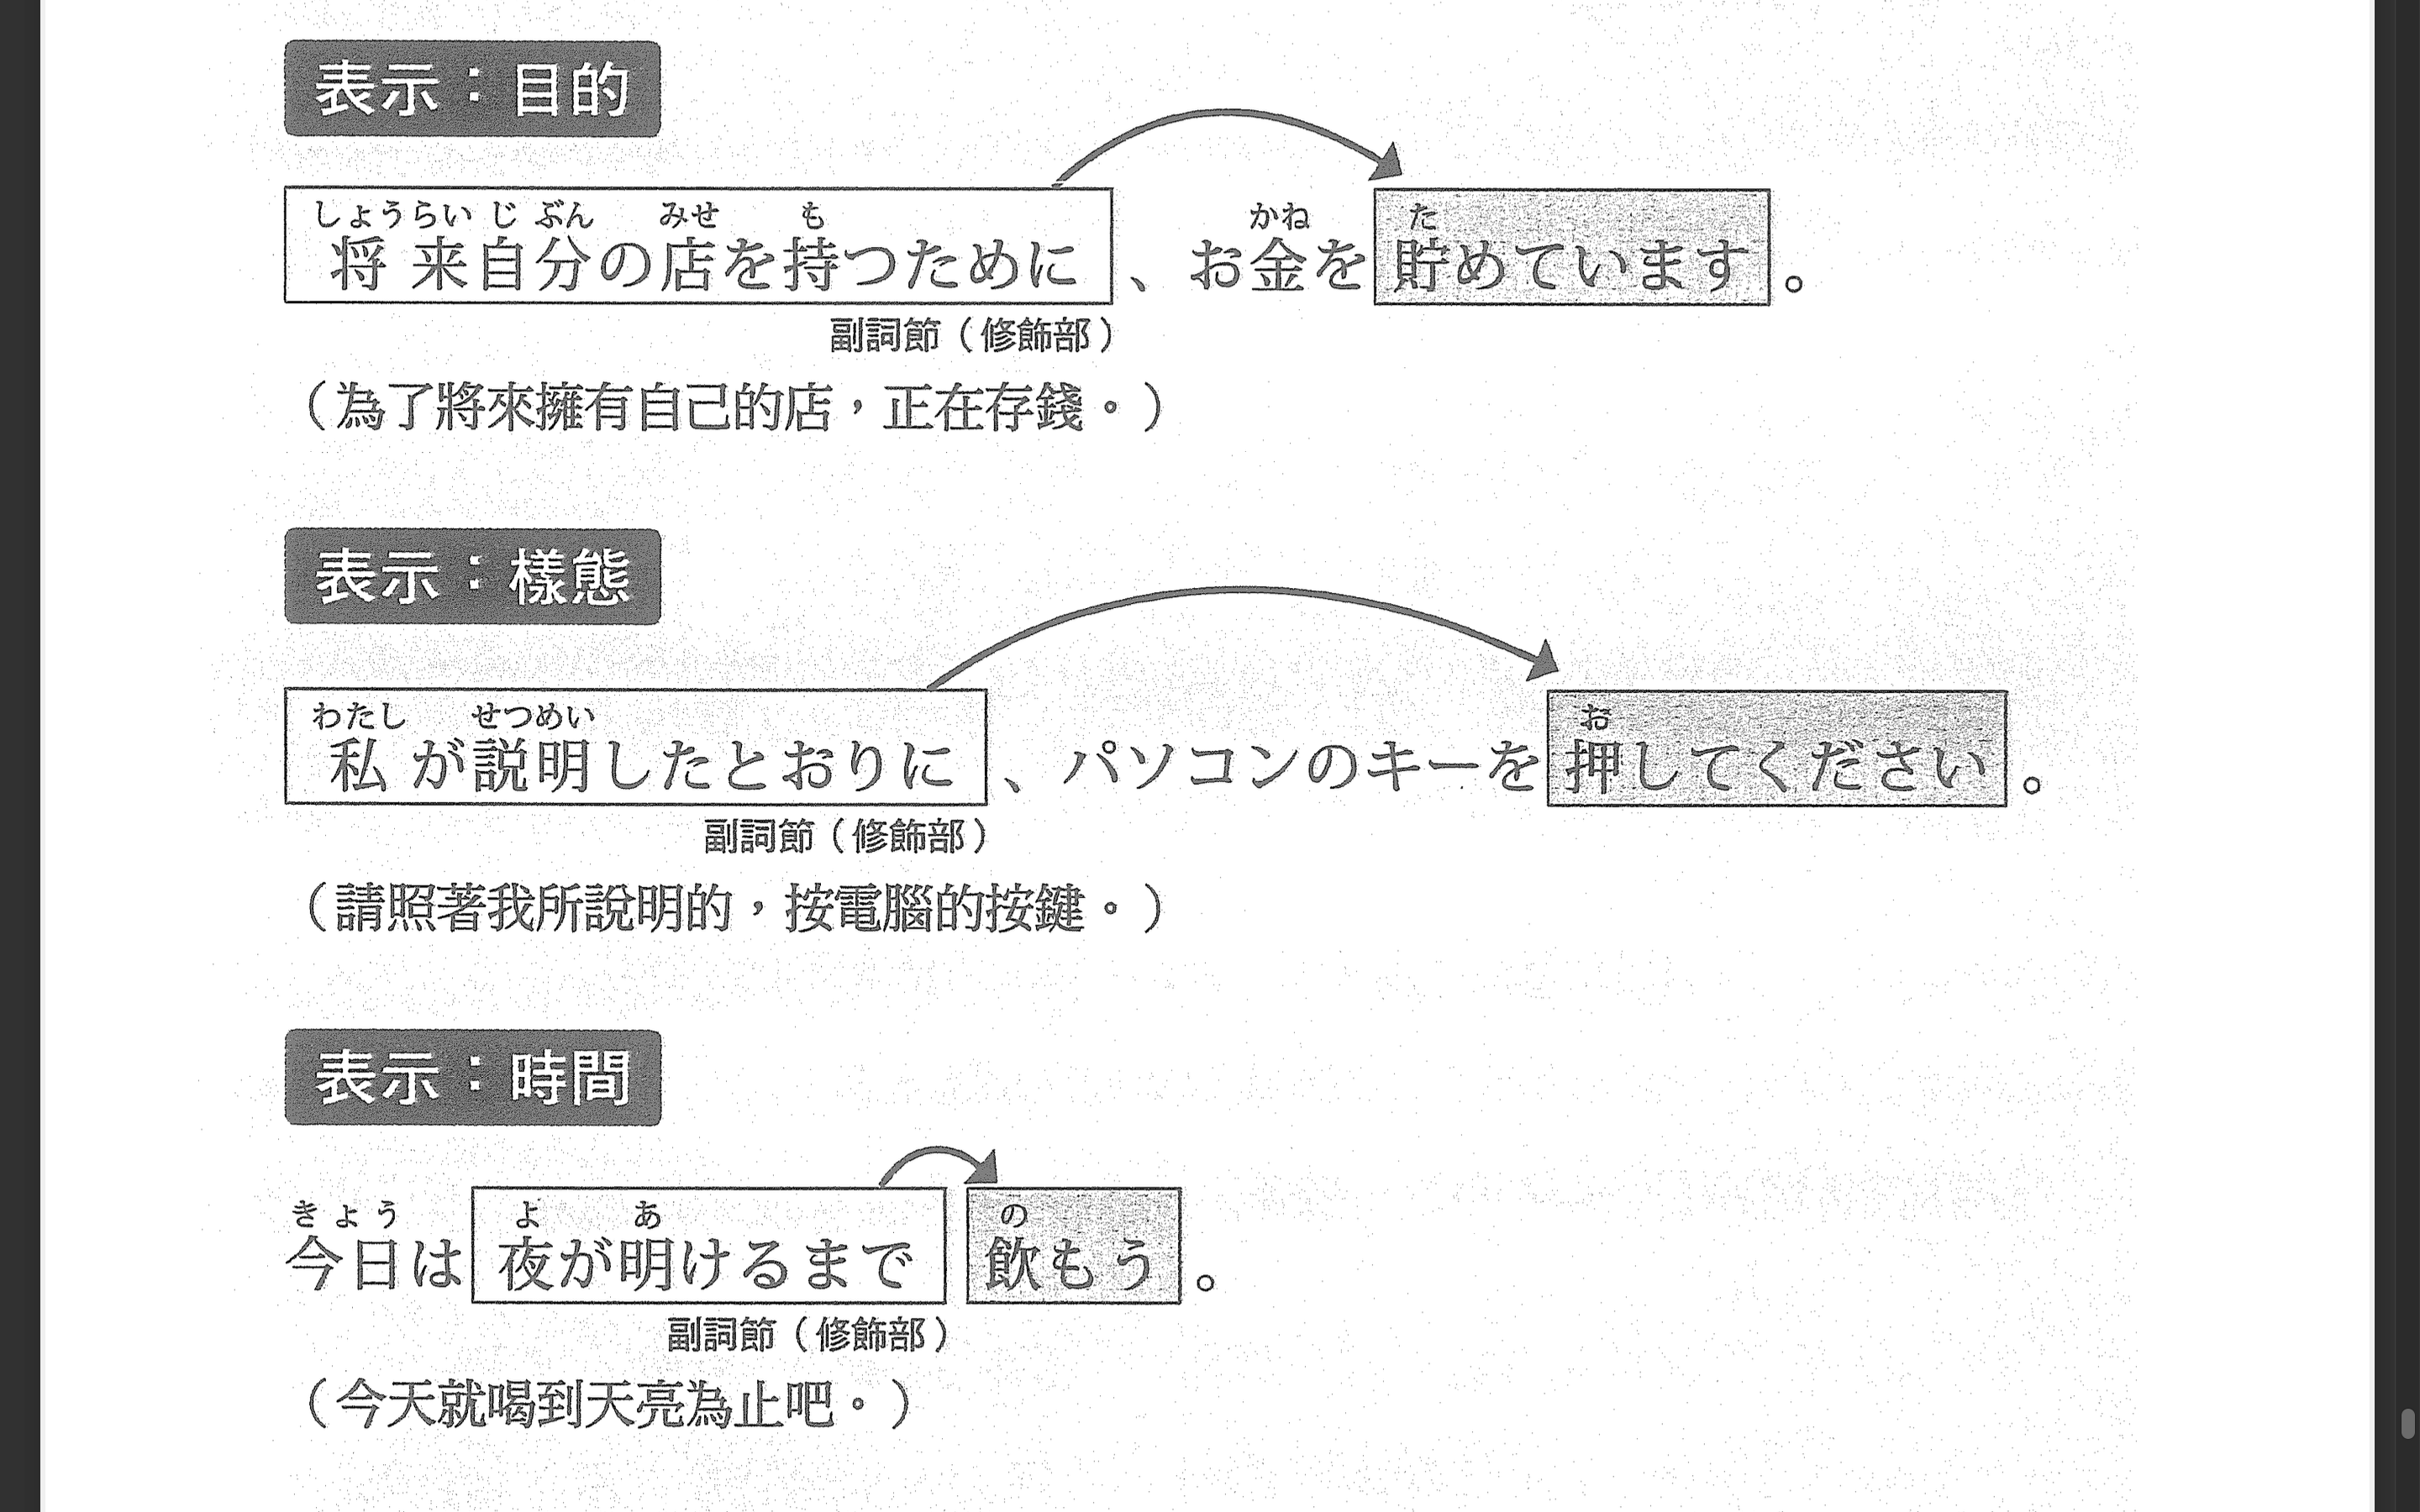 表示：目的
しょうらい じ ぶん みせ も かね た
将来自分の店を持つために、お金を貯めています。
副詞節（修飾部）
（為了將來擁有自己的店，正在存錢。）
表示：樣態
わたし せつめい お
私が説明したとおりに、パソコンのキーを押してください。
副詞節（修飾部）
（請照著我所說明的，按電腦的按鍵。）
表示：時間
きょう よ あ の
今日は夜が明けるまで飲もう。
副詞節（修飾部）
（今天就喝到天亮為止吧。）